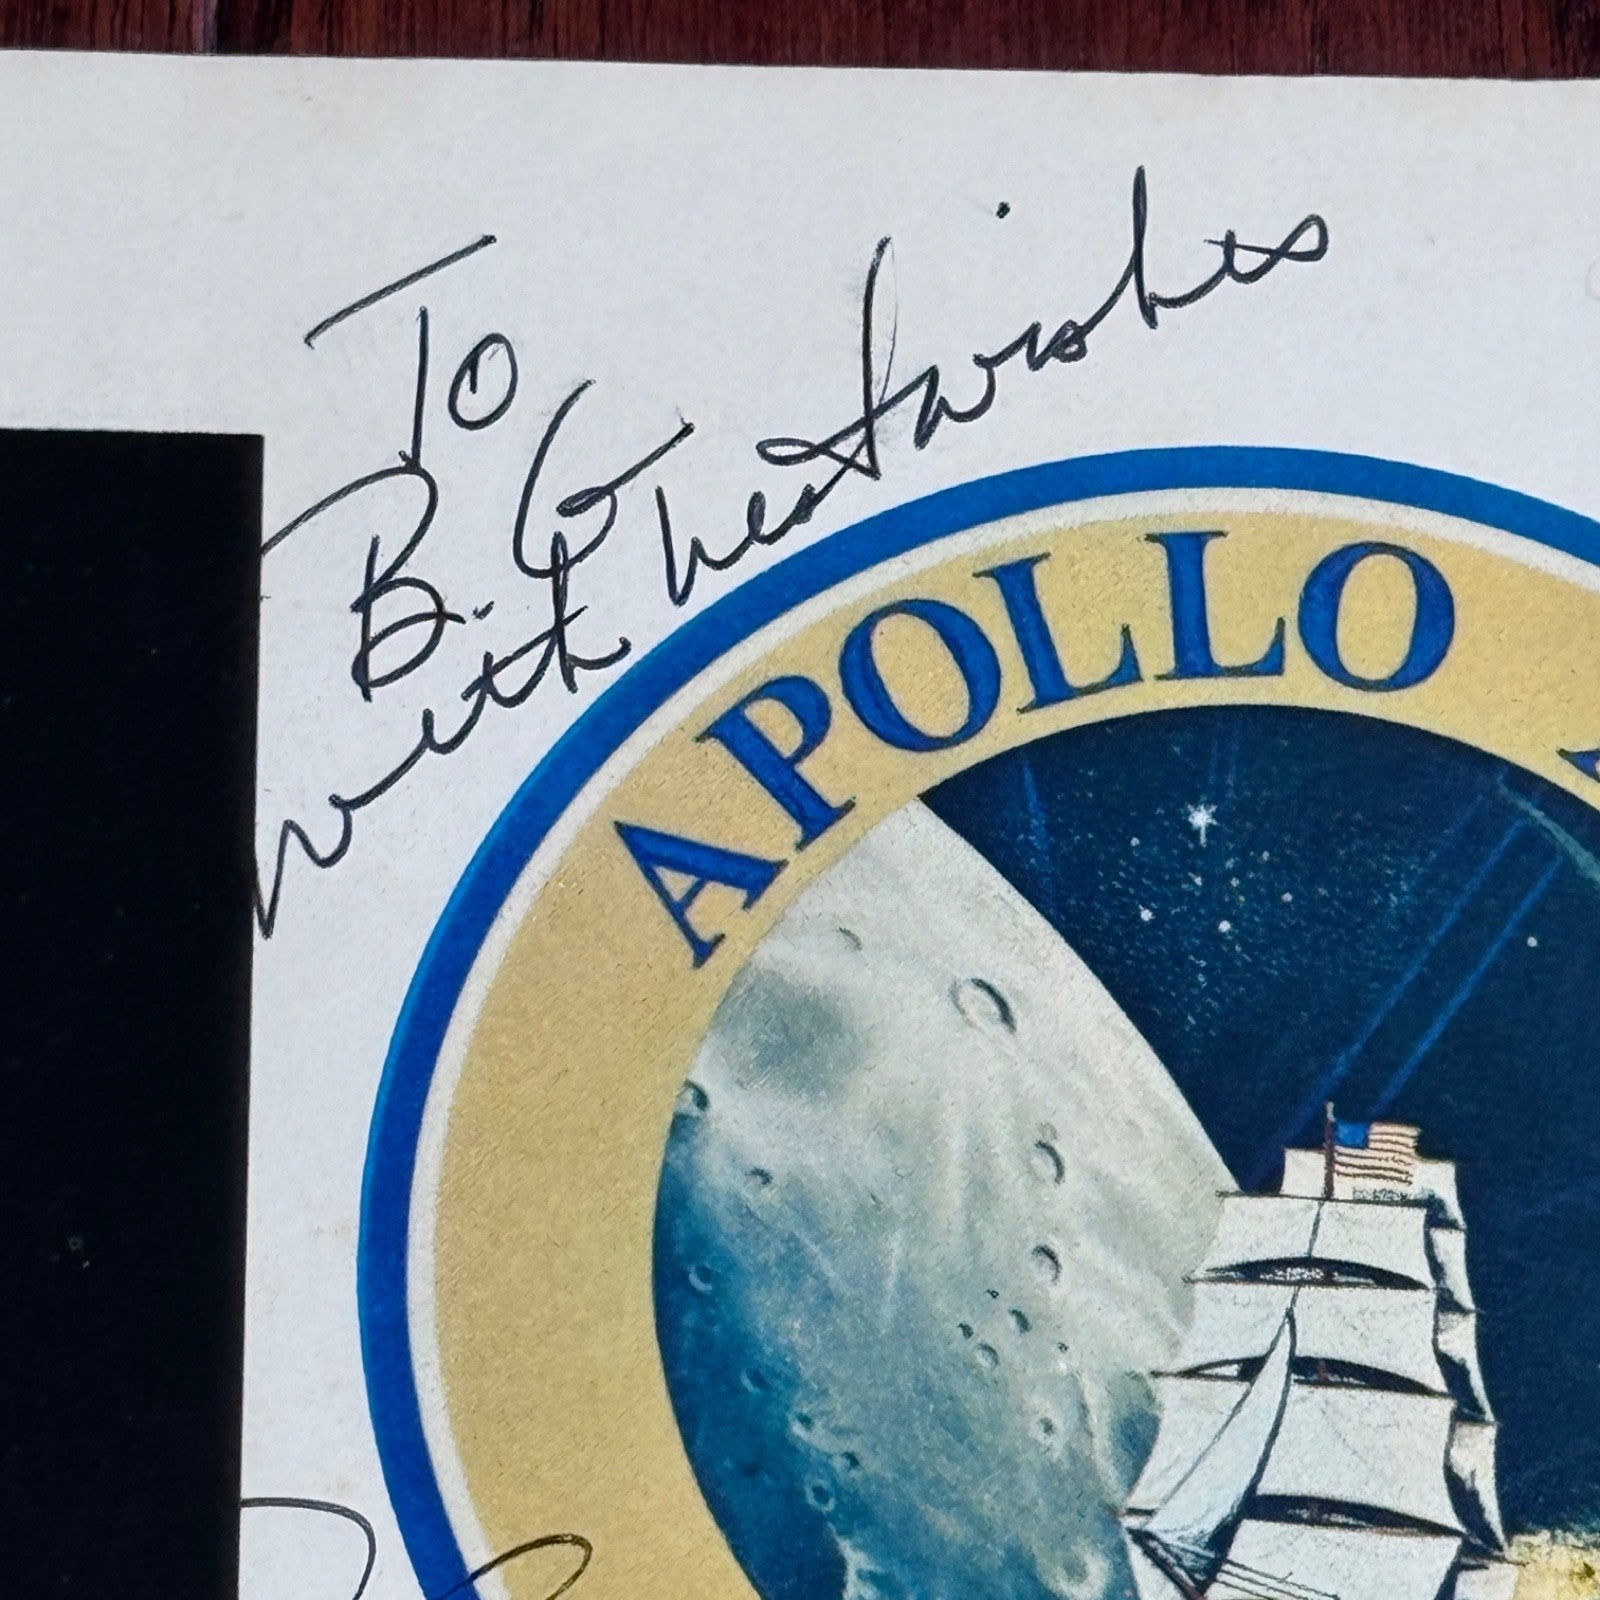 To
B. G
with best wishes
APOLLO